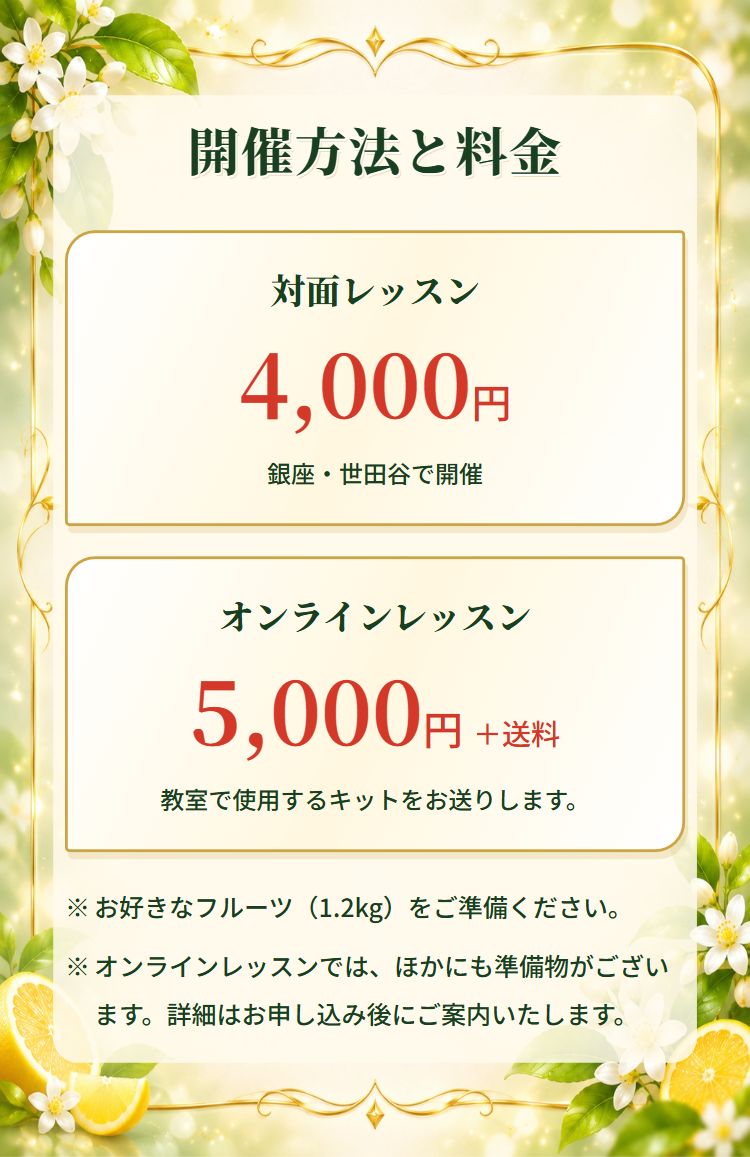 開催方法と料金
対面レッスン
4,000円
銀座・世田谷で開催
オンラインレッスン
5,000円 ＋送料
教室で使用するキットをお送りします。
※ お好きなフルーツ（1.2kg）をご準備ください。
※ オンラインレッスンでは、ほかにも準備物がござい
ます。詳細はお申し込み後にご案内いたします。